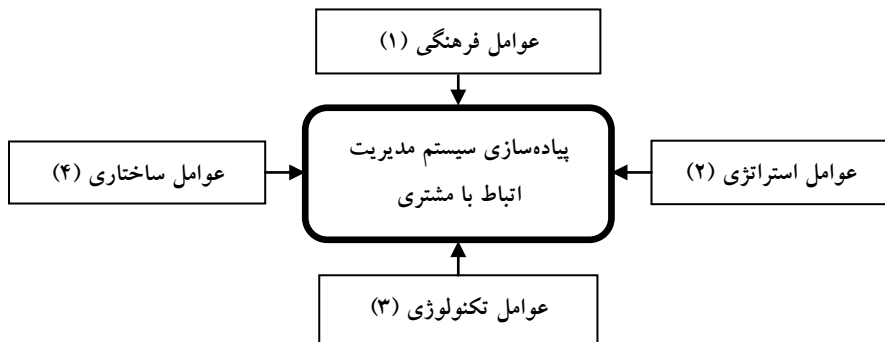 عوامل فرهنگی (۱)
پیاده‌سازی سیستم مدیریت
اتباط با مشتری
عوامل استراتژی (۲)
عوامل ساختاری (۴)
عوامل تکنولوژی (۳)